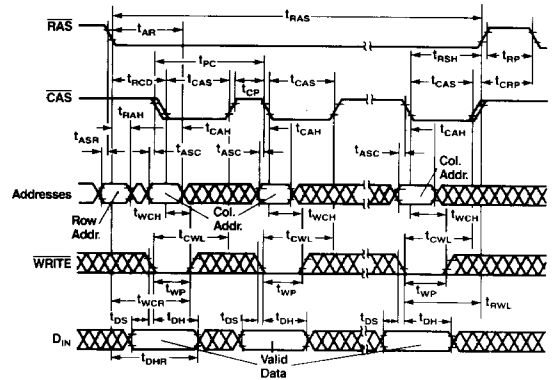 RAS
tAR
tRAS
tPC
tRSH
tRP
tRCD
tCAS
tCP
tCAS
tCAS
tCRP
CAS
tRAH
tCAH
tCAH
tCAH
tASR
tASC
tASC
tASC
Col.
Addr.
Addresses
Row
Addr.
tWCH
Col.
Addr.
tWCH
tWCH
tCWL
tCWL
tCWL
WRITE
tWP
tWP
tWP
tWCR
tRWL
tDS
tDH
tDS
tDH
tDS
tDH
DIN
tDHR
Valid
Data